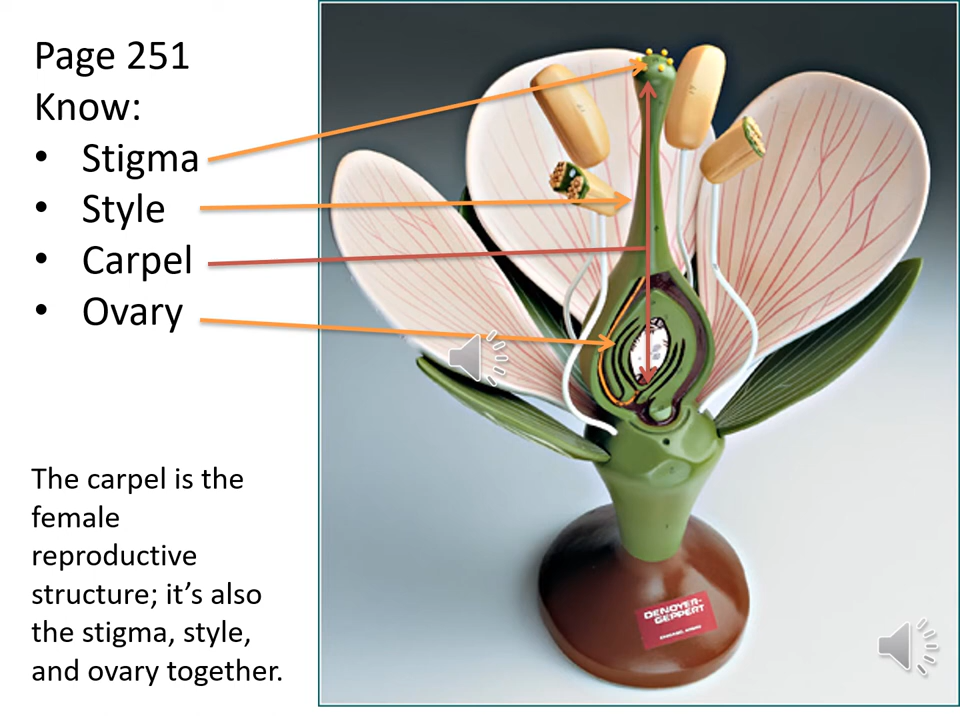 Page 251
Know:
• Stigma
• Style
• Carpel
• Ovary
The carpel is the
female
reproductive
structure; it’s also
the stigma, style,
and ovary together.
DENOYER-
GEPPERT